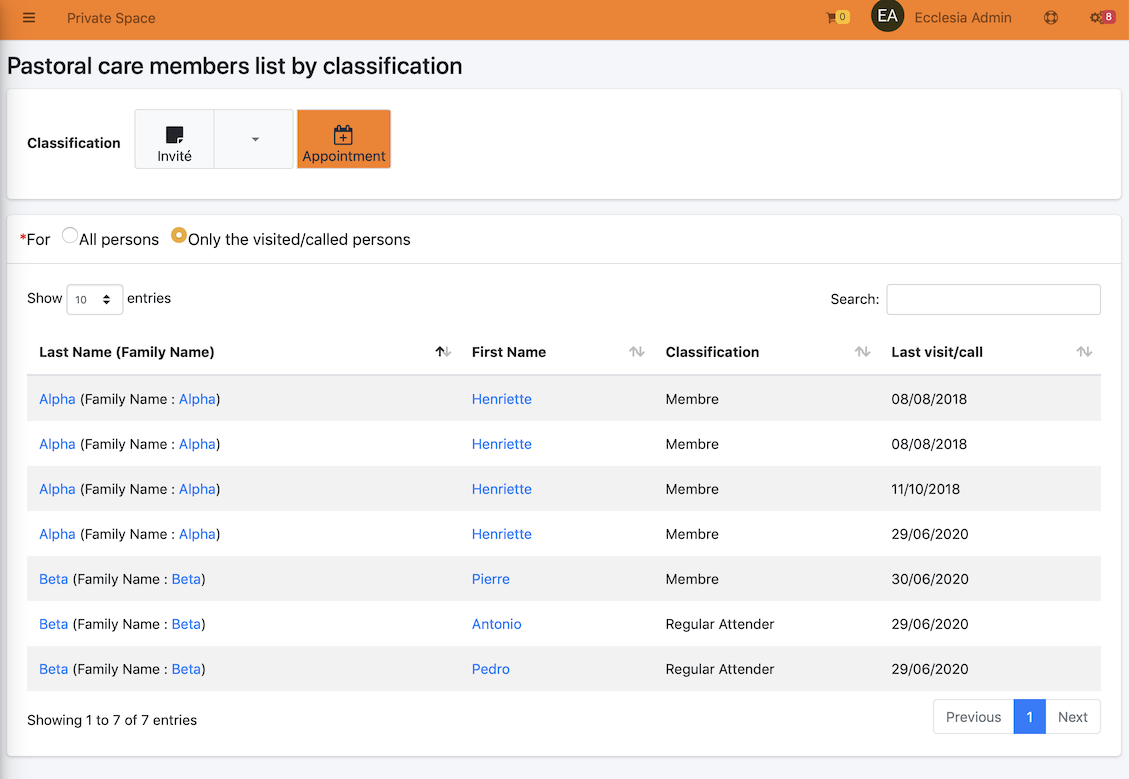 Private Space 0 EA Ecclesia Admin 8
Pastoral care members list by classification
Classification Invité Appointment
*For All persons Only the visited/called persons
Show 10 entries Search:
Last Name (Family Name) First Name Classification Last visit/call
Alpha (Family Name : Alpha) Henriette Membre 08/08/2018
Alpha (Family Name : Alpha) Henriette Membre 08/08/2018
Alpha (Family Name : Alpha) Henriette Membre 11/10/2018
Alpha (Family Name : Alpha) Henriette Membre 29/06/2020
Beta (Family Name : Beta) Pierre Membre 30/06/2020
Beta (Family Name : Beta) Antonio Regular Attender 29/06/2020
Beta (Family Name : Beta) Pedro Regular Attender 29/06/2020
Showing 1 to 7 of 7 entries Previous 1 Next